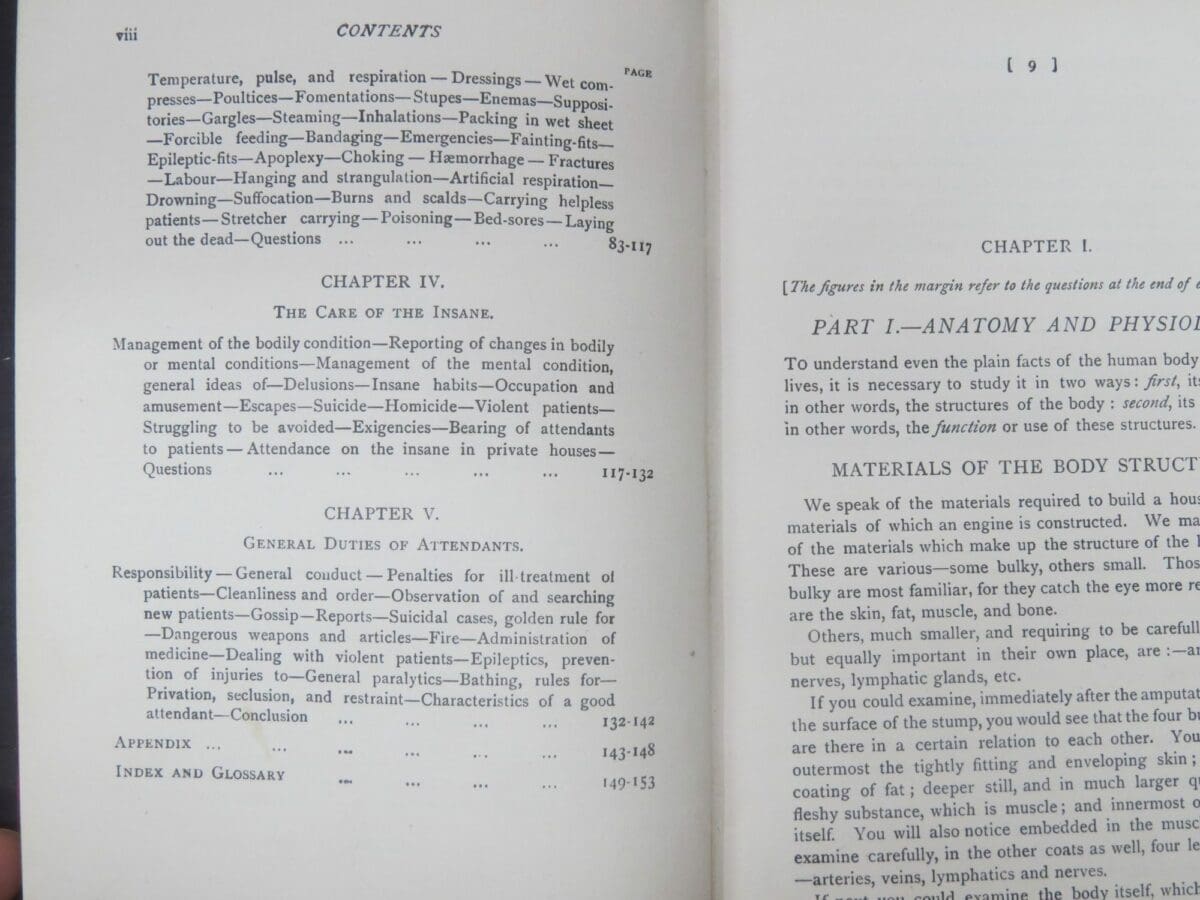 viii
CONTENTS
PAGE
Temperature, pulse, and respiration — Dressings — Wet com-
presses—Poultices—Fomentations—Stupes—Enemas—Supposi-
tories—Gargles—Steaming—Inhalations—Packing in wet sheet
—Forcible feeding—Bandaging—Emergencies—Fainting-fits—
Epileptic-fits—Apoplexy—Choking — Hæmorrhage — Fractures
—Labour—Hanging and strangulation—Artificial respiration—
Drowning—Suffocation—Burns and scalds—Carrying helpless
patients—Stretcher carrying—Poisoning—Bed-sores—Laying
out the dead—Questions ... ... ... ... 83-117
CHAPTER IV.
THE CARE OF THE INSANE.
Management of the bodily condition—Reporting of changes in bodily
or mental conditions—Management of the mental condition,
general ideas of—Delusions—Insane habits—Occupation and
amusement—Escapes—Suicide—Homicide—Violent patients—
Struggling to be avoided—Exigencies—Bearing of attendants
to patients — Attendance on the insane in private houses—
Questions ... ... ... ... ... 117-132
CHAPTER V.
GENERAL DUTIES OF ATTENDANTS.
Responsibility — General conduct — Penalties for ill-treatment of
patients—Cleanliness and order—Observation of and searching
new patients—Gossip—Reports—Suicidal cases, golden rule for
—Dangerous weapons and articles—Fire—Administration of
medicine—Dealing with violent patients—Epileptics, preven-
tion of injuries to—General paralytics—Bathing, rules for—
Privation, seclusion, and restraint—Characteristics of a good
attendant—Conclusion ... ... ... ... 132-142
APPENDIX ... ... ... ... ... ... 143-148
INDEX AND GLOSSARY ... ... ... ... 149-153
[ 9 ]
CHAPTER I.
[The figures in the margin refer to the questions at the end of
PART I.—ANATOMY AND PHYSIOL
TO understand even the plain facts of the human body
lives, it is necessary to study it in two ways: first, its
in other words, the structures of the body : second, its
in other words, the function or use of these structures.
MATERIALS OF THE BODY STRUCT
We speak of the materials required to build a hous
materials of which an engine is constructed. We ma
of the materials which make up the structure of the
These are various—some bulky, others small. Thos
bulky are most familiar, for they catch the eye more re
are the skin, fat, muscle, and bone.
Others, much smaller, and requiring to be carefull
but equally important in their own place, are :—ar
nerves, lymphatic glands, etc.
If you could examine, immediately after the amputat
the surface of the stump, you would see that the four bu
are there in a certain relation to each other. You
outermost the tightly fitting and enveloping skin ;
coating of fat ; deeper still, and in much larger qu
fleshy substance, which is muscle ; and innermost o
itself. You will also notice embedded in the musc
examine carefully, in the other coats as well, four le
—arteries, veins, lymphatics and nerves.
you could examine the body itself, which